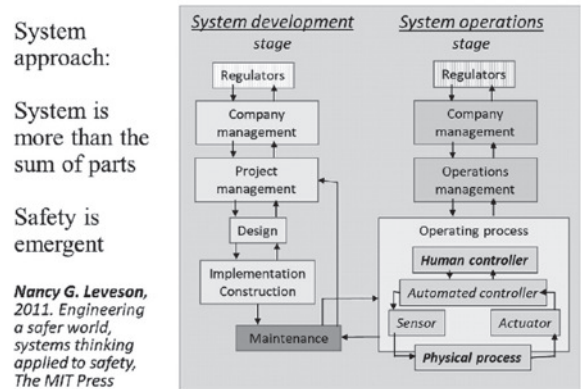 System
approach:
System is
more than the
sum of parts
Safety is
emergent
Nancy G. Leveson,
2011. Engineering
a safer world,
systems thinking
applied to safety,
The MIT Press
System development
stage
Regulators
Company
management
Project
management
Design
Implementation
Construction
Maintenance
System operations
stage
Regulators
Company
management
Operations
management
Operating process
Human controller
Automated controller
Sensor
Actuator
Physical process